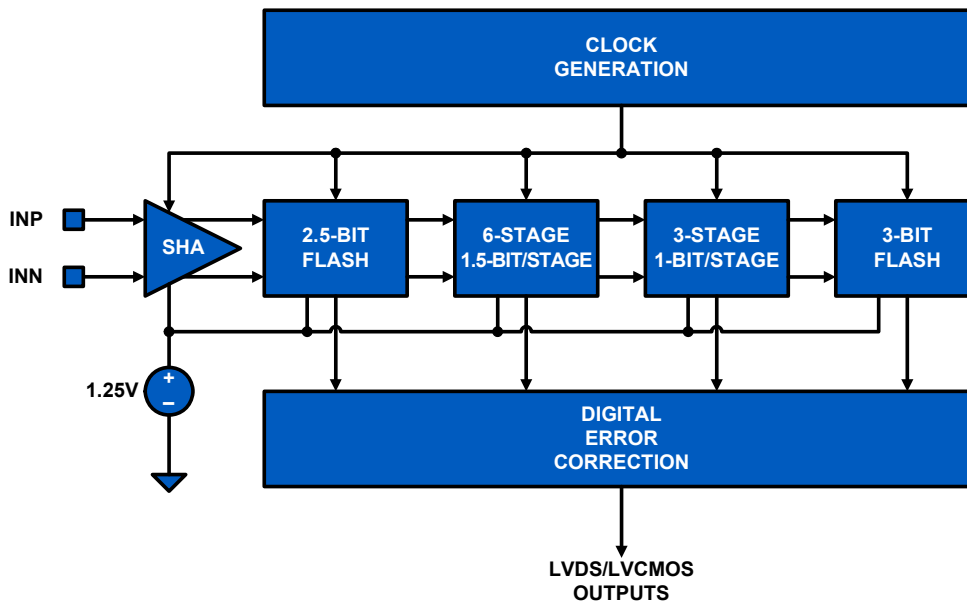 CLOCK
GENERATION
INP
INN
SHA
2.5-BIT
FLASH
6-STAGE
1.5-BIT/STAGE
3-STAGE
1-BIT/STAGE
3-BIT
FLASH
1.25V
+
–
DIGITAL
ERROR
CORRECTION
LVDS/LVCMOS
OUTPUTS